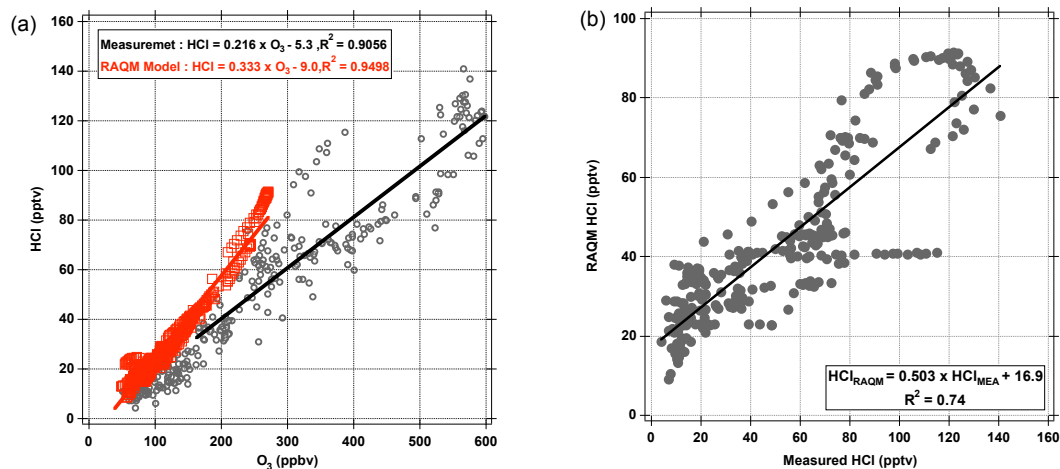 (a)
160
140
120
100
80
60
40
20
0
HCl (pptv)
Measuremet : HCl = 0.216 x O3 - 5.3 ,R2 = 0.9056
RAQM Model : HCl = 0.333 x O3 - 9.0,R2 = 0.9498
0 100 200 300 400 500 600
O3 (ppbv)
(b)
100
80
60
40
20
0
RAQM HCl (pptv)
HClRAQM = 0.503 x HClMEA + 16.9
R2 = 0.74
0 20 40 60 80 100 120 140 160
Measured HCl (pptv)